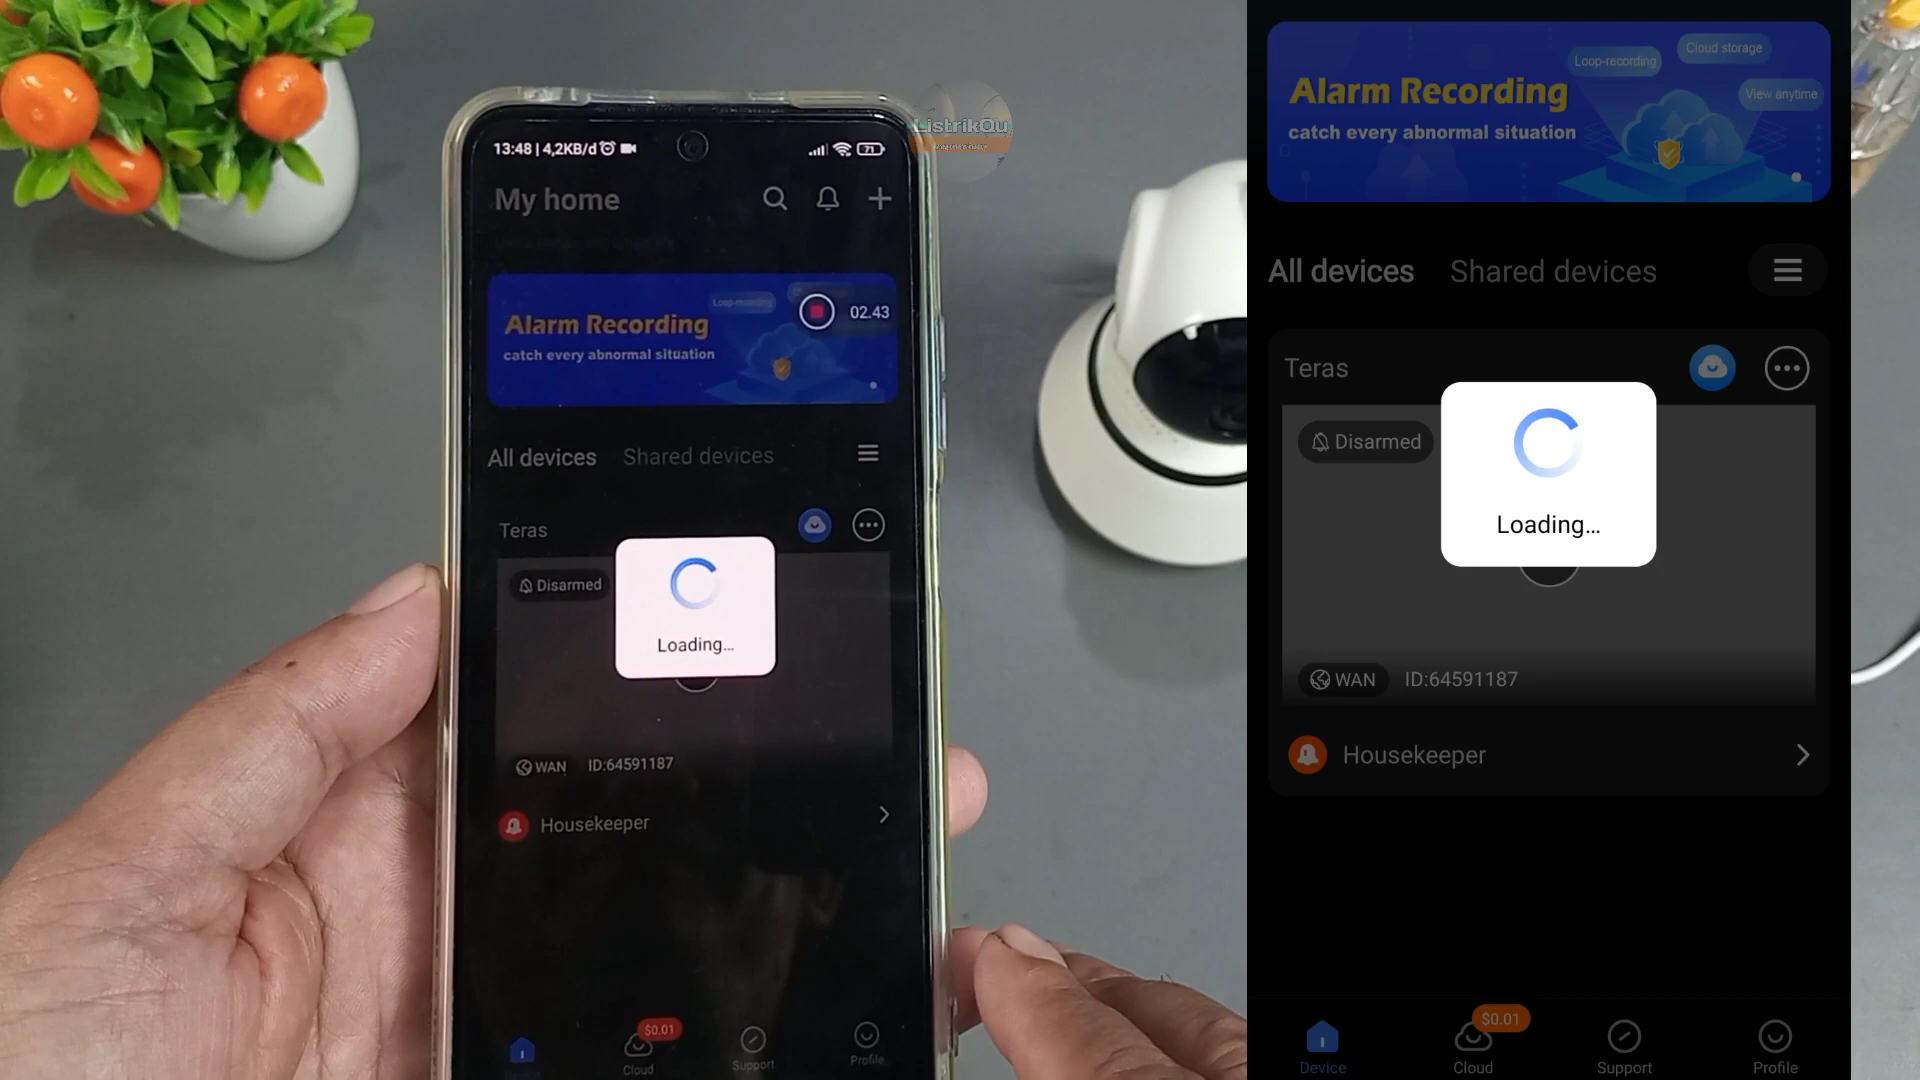 ListrikQu
13:48 | 4,2KB/d
71
My home
Loop-recording
Alarm Recording
02.43
catch every abnormal situation
All devices Shared devices
Teras
Disarmed
Loading...
WAN ID:64591187
Housekeeper
$0.01
Cloud
Support
Profile
Cloud storage
Loop-recording
Alarm Recording
View anytime
catch every abnormal situation
All devices Shared devices
Teras
Disarmed
Loading...
WAN ID:64591187
Housekeeper
$0.01
Device
Cloud
Support
Profile